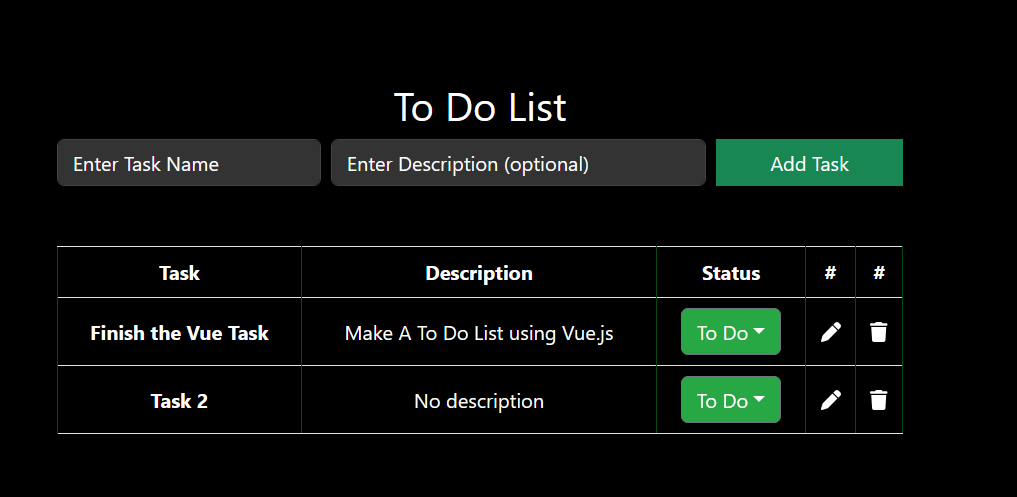 To Do List
Enter Task Name Enter Description (optional) Add Task
Task Description Status # #
Finish the Vue Task Make A To Do List using Vue.js To Do
Task 2 No description To Do